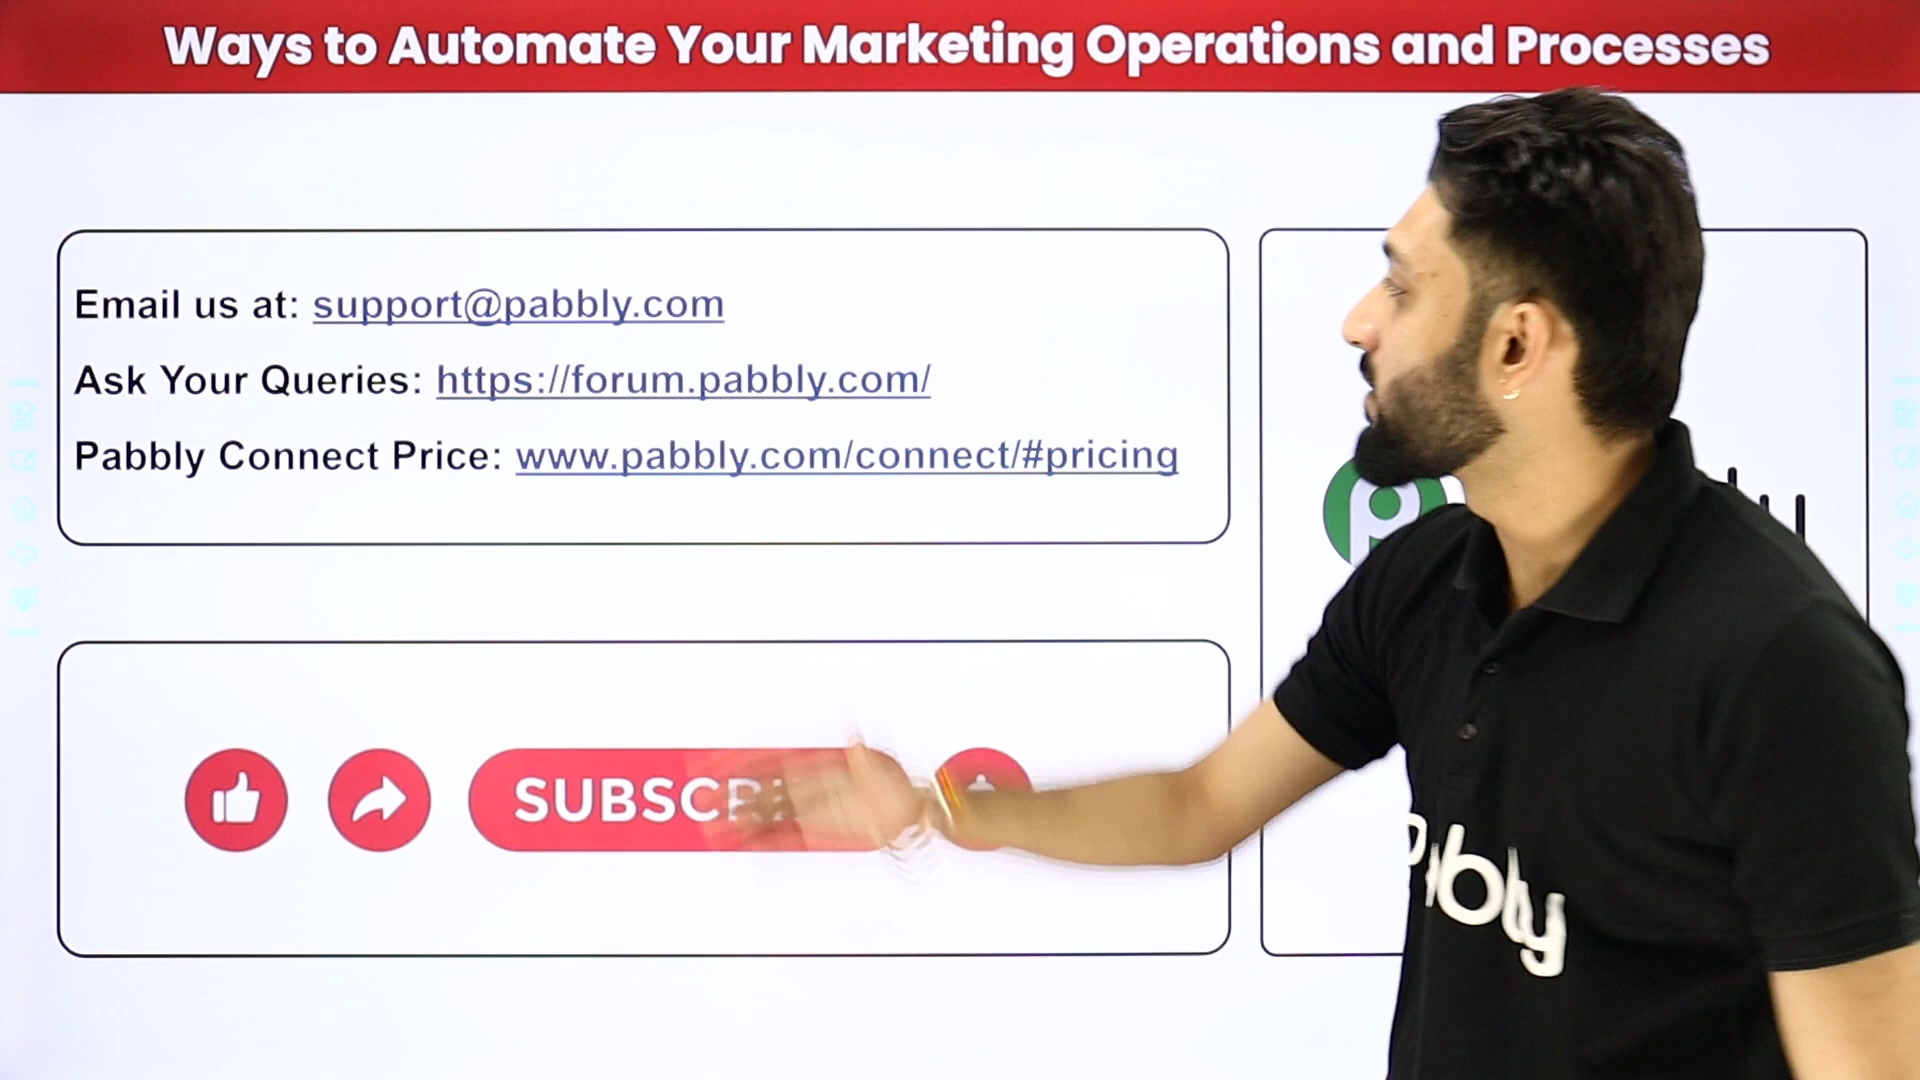 Ways to Automate Your Marketing Operations and Processes
Email us at: support@pabbly.com
Ask Your Queries: https://forum.pabbly.com/
Pabbly Connect Price: www.pabbly.com/connect/#pricing
Pabbly